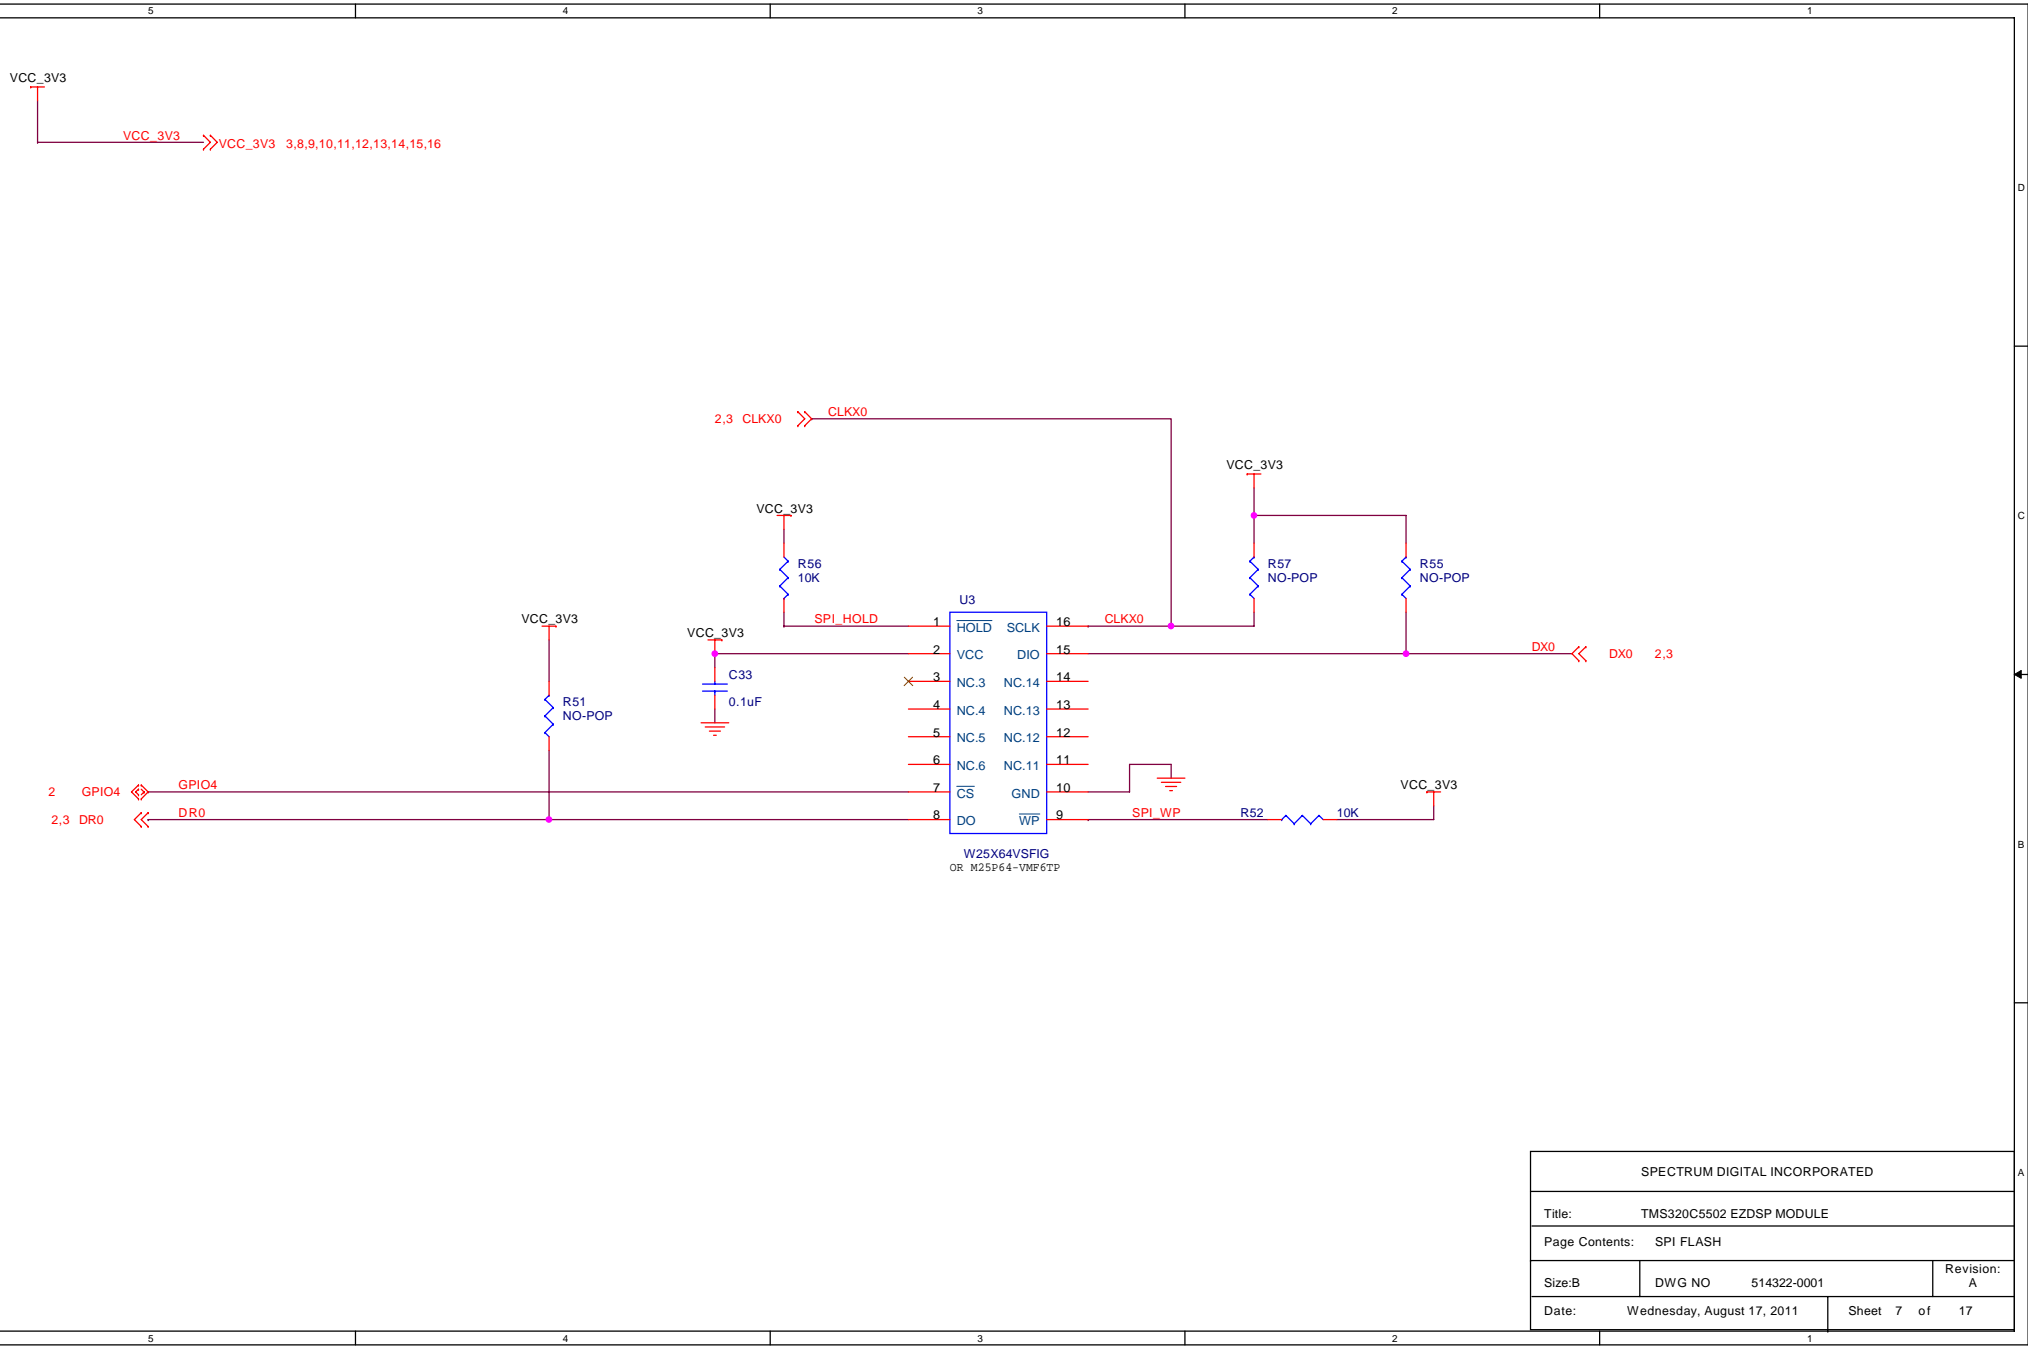 5 4 3 2 1
VCC_3V3
VCC_3V3
VCC_3V3 3,8,9,10,11,12,13,14,15,16
D
2,3 CLKX0
CLKX0
VCC_3V3
VCC_3V3
C
R56
10K
R57
NO-POP
R55
NO-POP
U3
VCC_3V3
SPI_HOLD
1 HOLD SCLK 16
CLKX0
VCC_3V3
2 VCC DIO 15
DX0
DX0 2,3
C33
0.1uF
3 NC.3 NC.14 14
R51
NO-POP
4 NC.4 NC.13 13
5 NC.5 NC.12 12
6 NC.6 NC.11 11
2 GPIO4
GPIO4
7 CS GND 10
VCC_3V3
2,3 DR0
DR0
8 DO WP 9
SPI_WP
R52
10K
W25X64VSFIG
OR M25P64-VMF6TP
B
A
SPECTRUM DIGITAL INCORPORATED
Title: TMS320C5502 EZDSP MODULE
Page Contents: SPI FLASH
Size:B DWG NO 514322-0001 Revision:
A
Date: Wednesday, August 17, 2011 Sheet 7 of 17
5 4 3 2 1